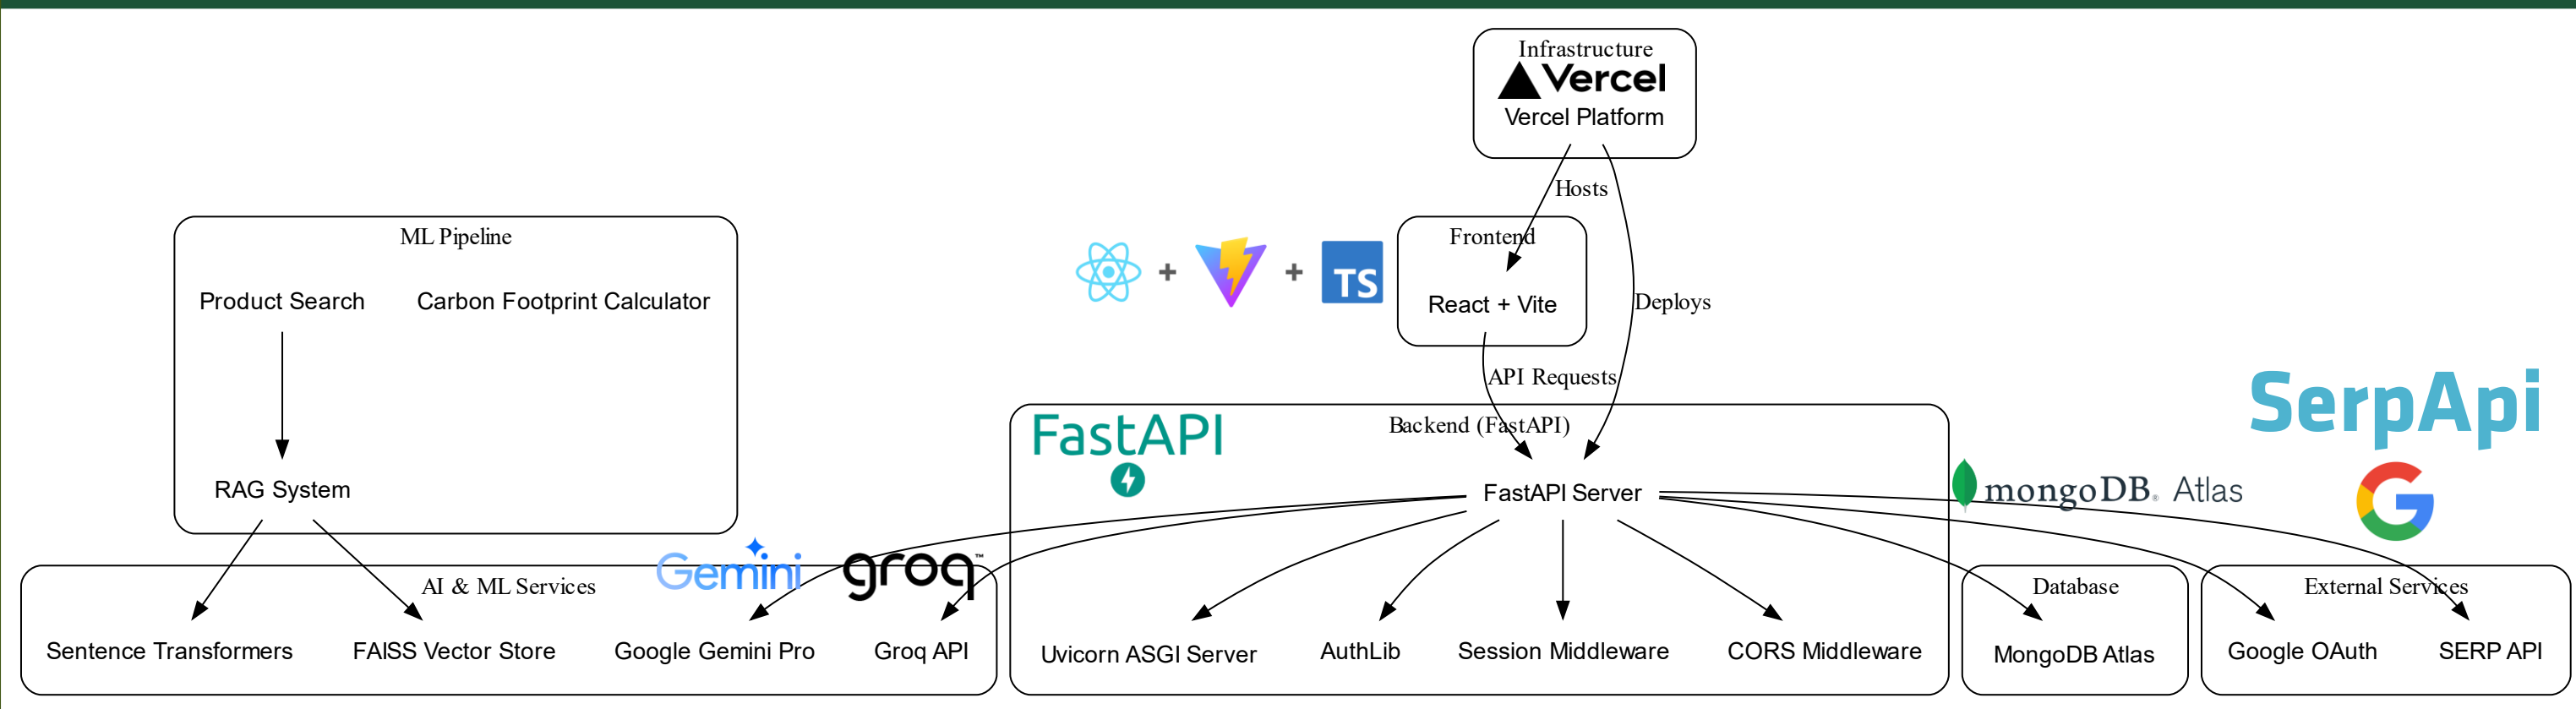 Infrastructure
Vercel
Vercel Platform
Hosts
Deploys
ML Pipeline
Product Search
Carbon Footprint Calculator
RAG System
+
+
TS
Frontend
React + Vite
API Requests
FastAPI
Backend (FastAPI)
FastAPI Server
SerpApi
mongoDB® Atlas
G
Gemini
groq™
AI & ML Services
Sentence Transformers
FAISS Vector Store
Google Gemini Pro
Groq API
Uvicorn ASGI Server
AuthLib
Session Middleware
CORS Middleware
Database
MongoDB Atlas
External Services
Google OAuth
SERP API